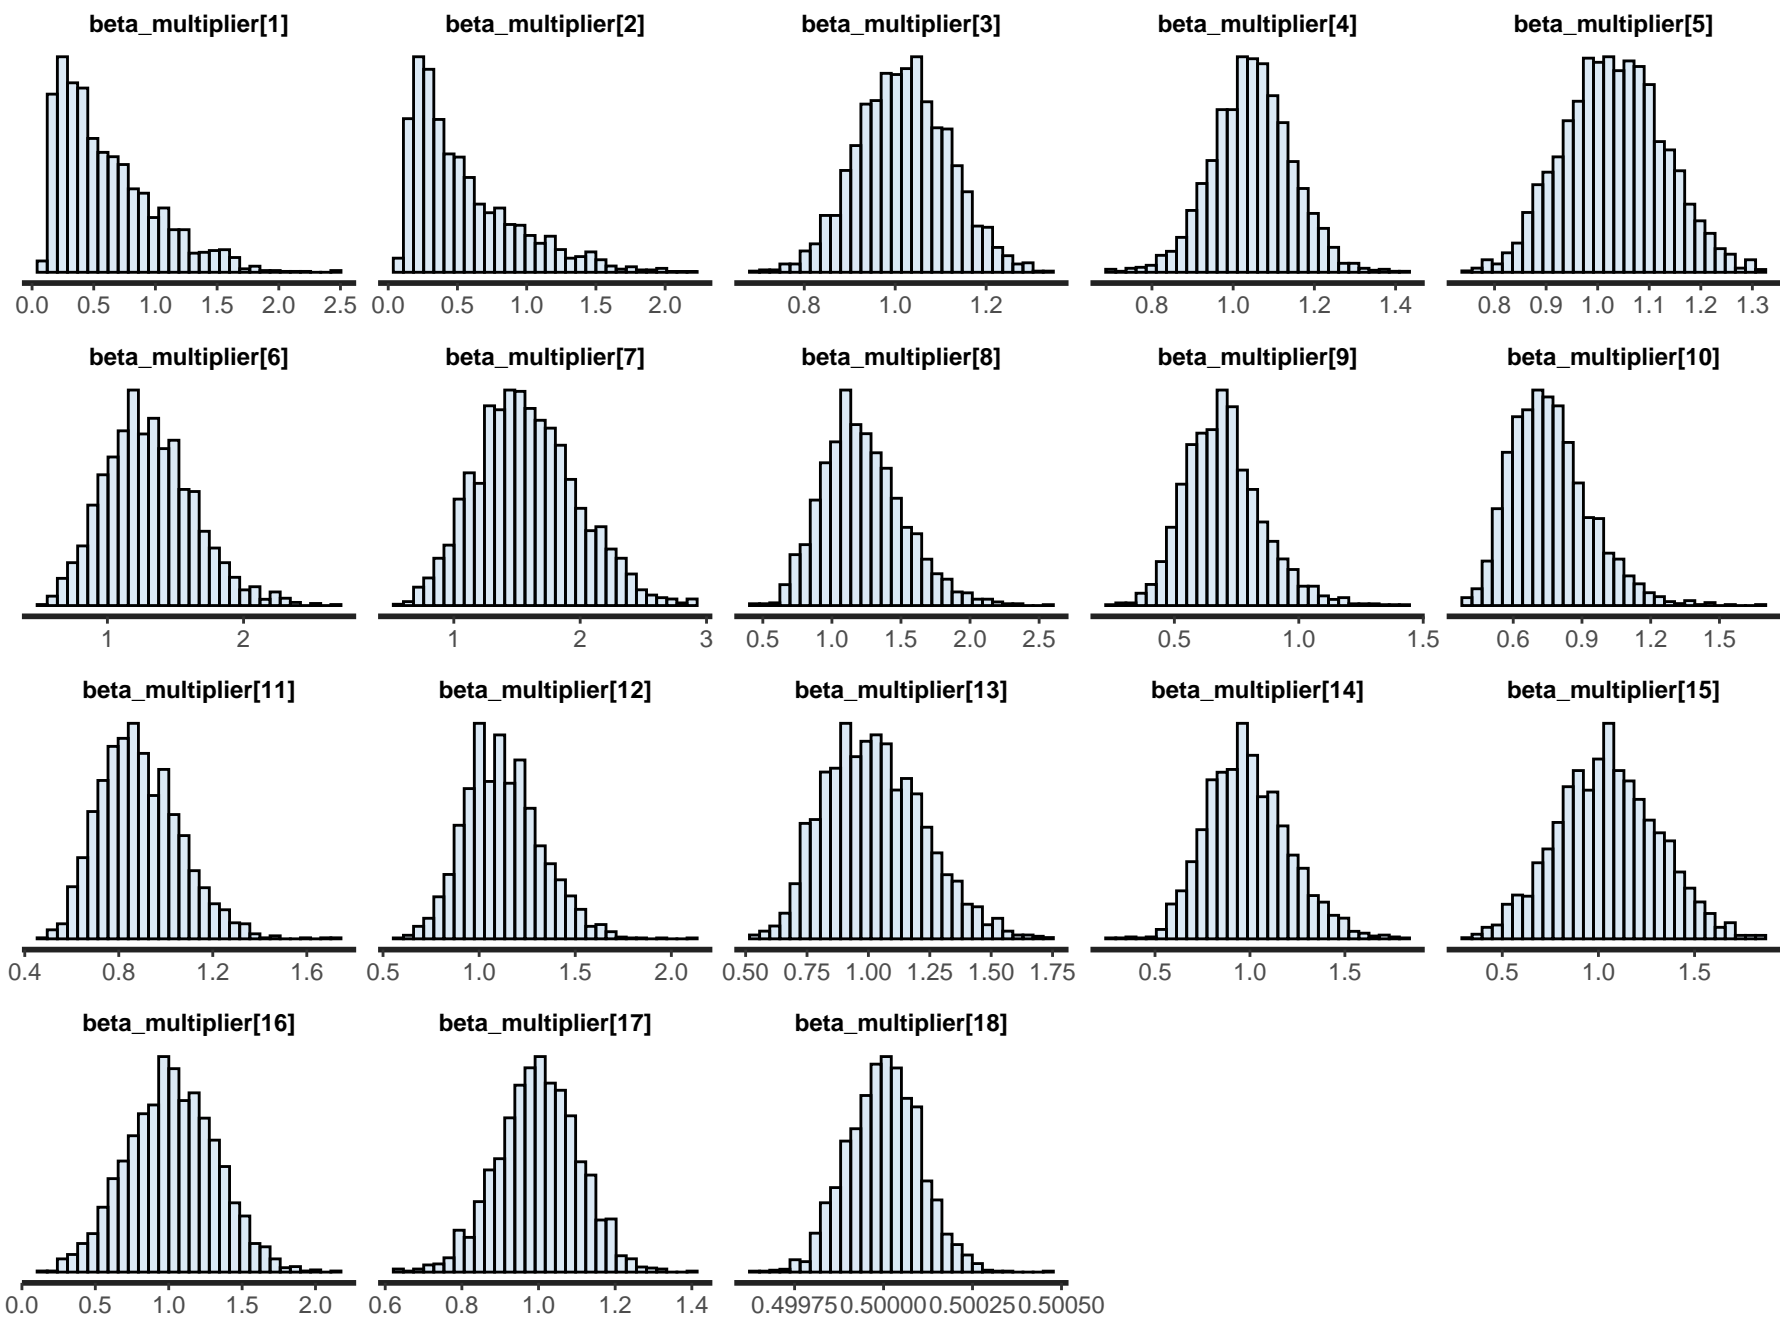 beta_multiplier[1] beta_multiplier[2] beta_multiplier[3] beta_multiplier[4] beta_multiplier[5]
0.0 0.5 1.0 1.5 2.0 2.5 0.0 0.5 1.0 1.5 2.0 0.8 1.0 1.2 0.8 1.0 1.2 1.4 0.8 0.9 1.0 1.1 1.2 1.3
beta_multiplier[6] beta_multiplier[7] beta_multiplier[8] beta_multiplier[9] beta_multiplier[10]
1 2 1 2 3 0.5 1.0 1.5 2.0 2.5 0.5 1.0 1.5 0.6 0.9 1.2 1.5
beta_multiplier[11] beta_multiplier[12] beta_multiplier[13] beta_multiplier[14] beta_multiplier[15]
0.4 0.8 1.2 1.6 0.5 1.0 1.5 2.0 0.50 0.75 1.00 1.25 1.50 1.75 0.5 1.0 1.5 0.5 1.0 1.5
beta_multiplier[16] beta_multiplier[17] beta_multiplier[18]
0.0 0.5 1.0 1.5 2.0 0.6 0.8 1.0 1.2 1.4 0.49975 0.50000 0.50025 0.50050